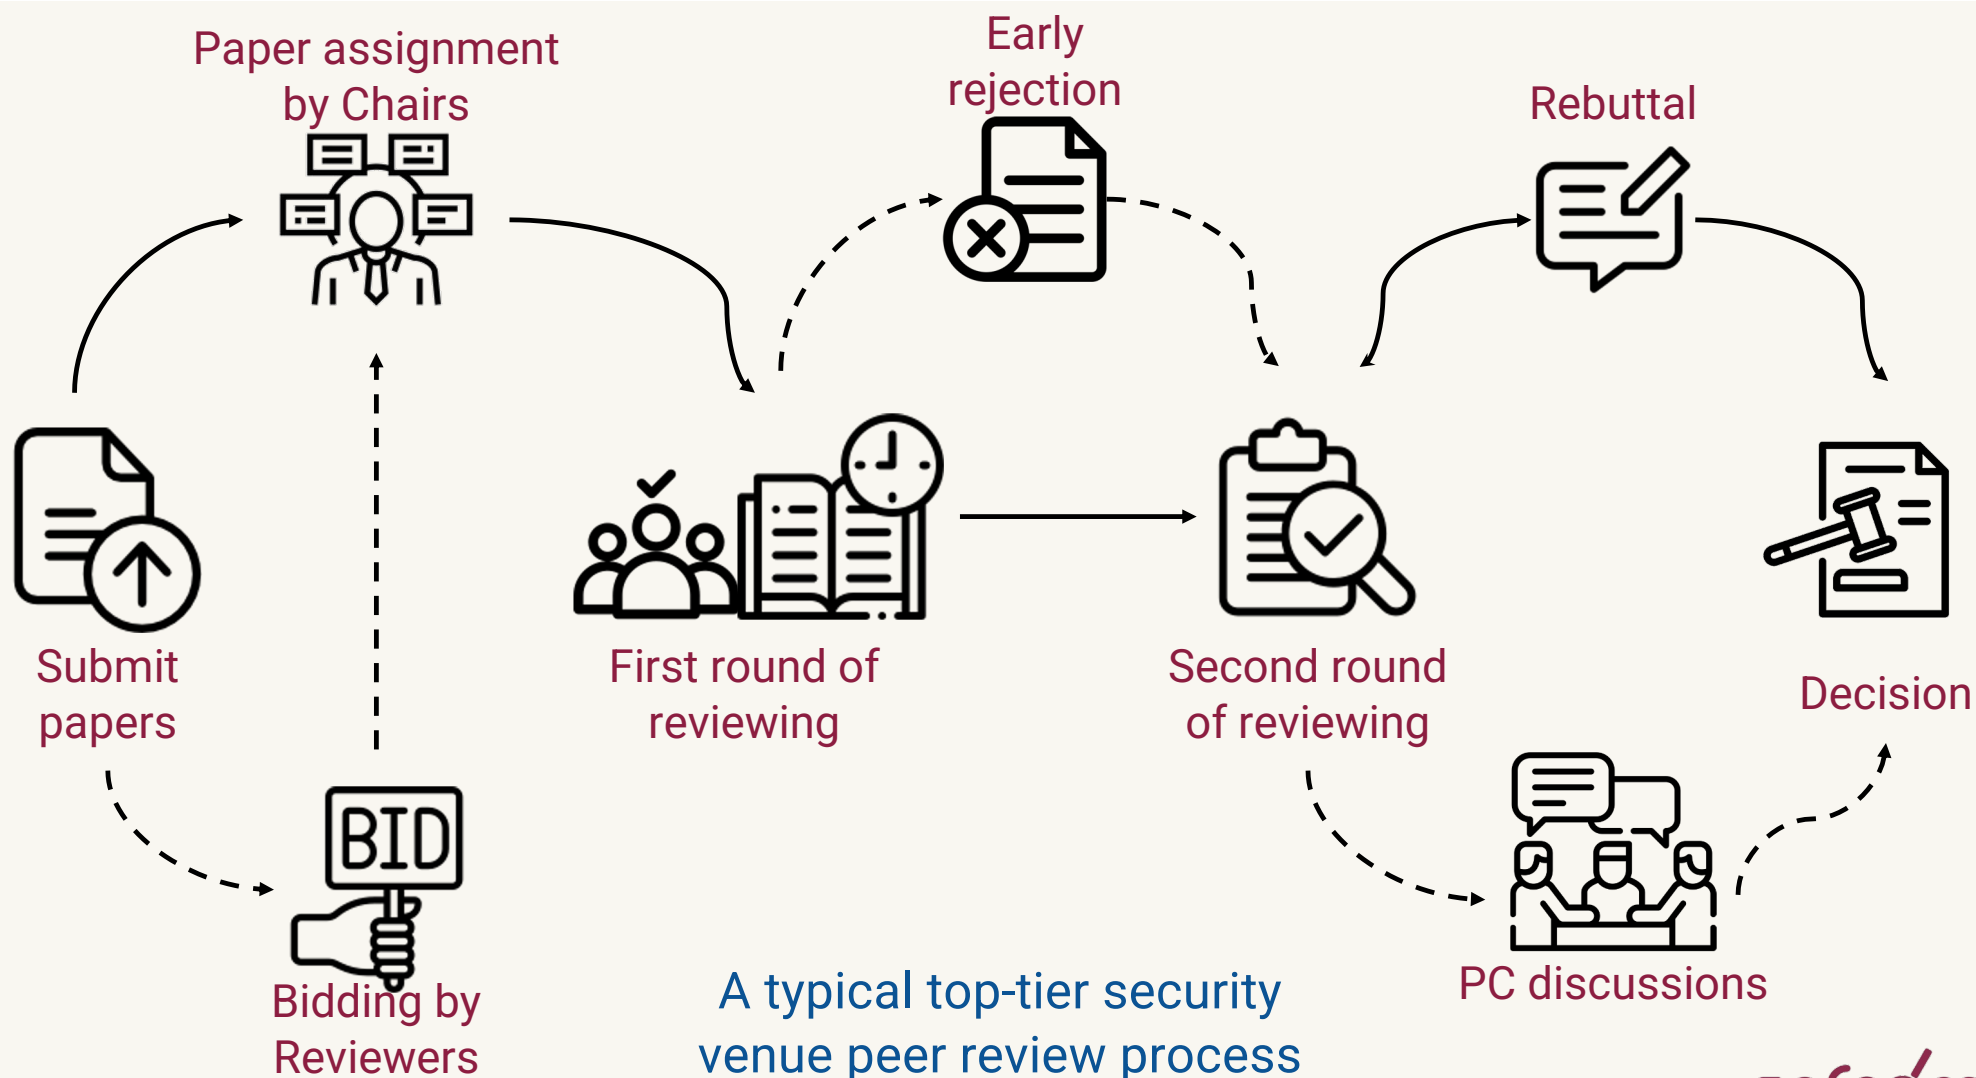 Paper assignment
by Chairs
Early
rejection
Rebuttal
Submit
papers
First round of
reviewing
Second round
of reviewing
Decision
BID
Bidding by
Reviewers
PC discussions
A typical top-tier security
venue peer review process